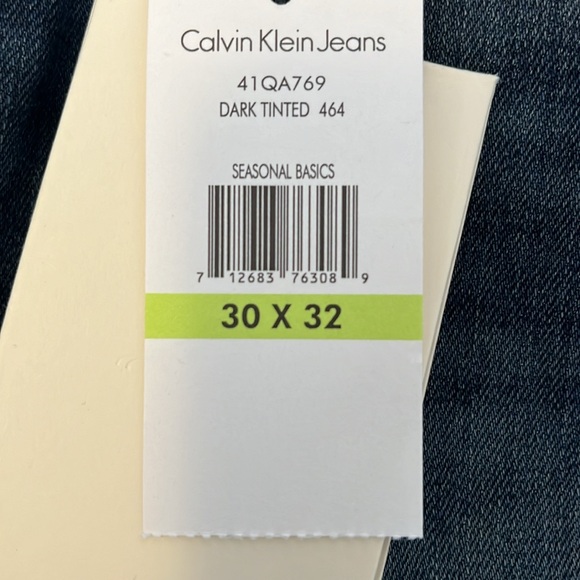 Calvin Klein Jeans
41QA769
DARK TINTED 464
SEASONAL BASICS
7 12683 76308 9
30 X 32